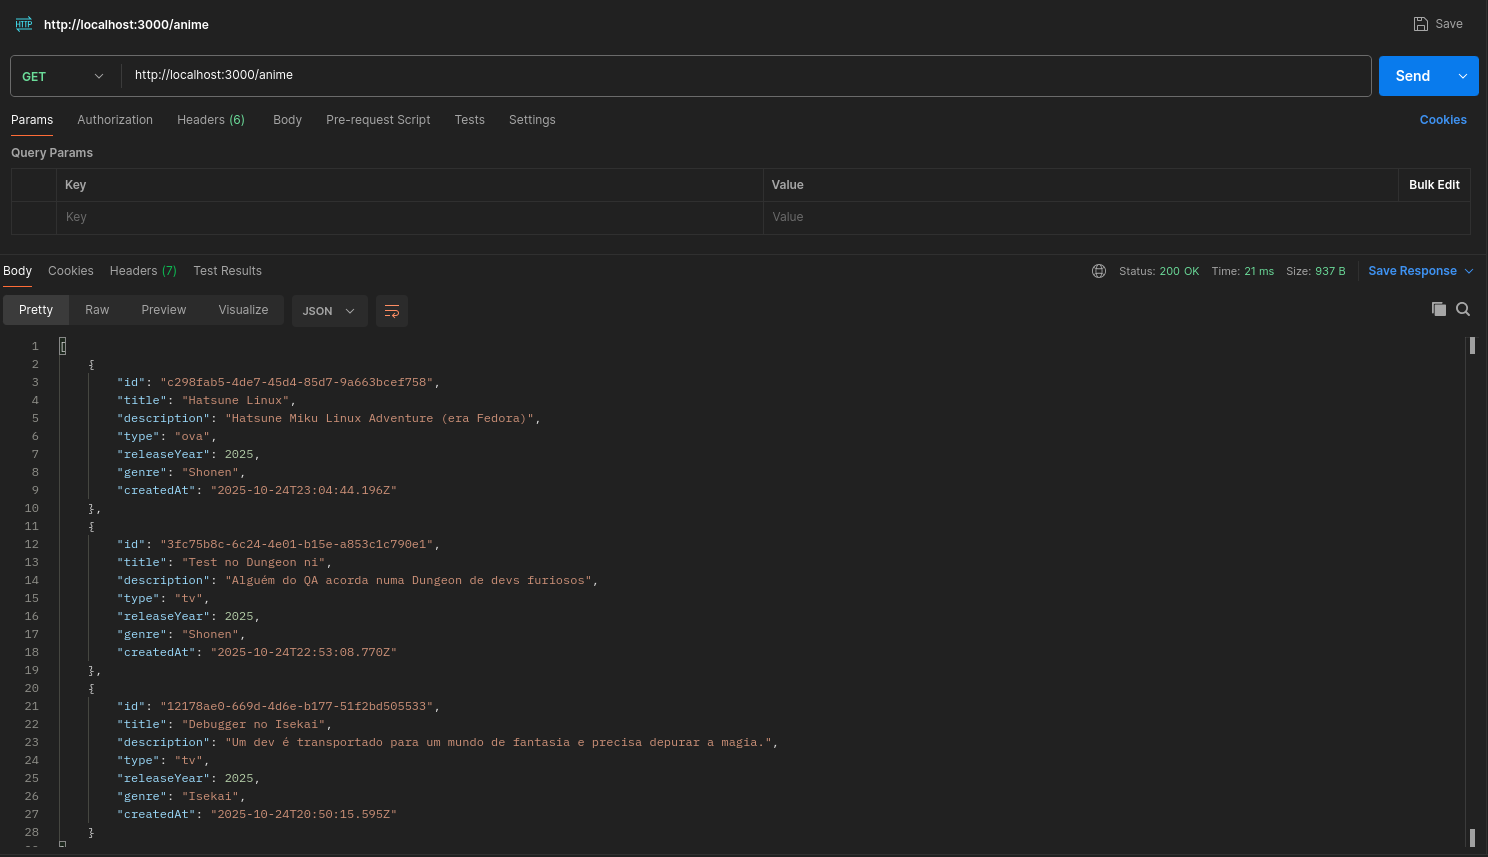 HTTP http://localhost:3000/anime Save
GET http://localhost:3000/anime Send
Params Authorization Headers (6) Body Pre-request Script Tests Settings Cookies
Query Params
Key Value Bulk Edit
Key Value
Body Cookies Headers (7) Test Results Status: 200 OK Time: 21 ms Size: 937 B Save Response
Pretty Raw Preview Visualize JSON
1 [
2 {
3 "id": "c298fab5-4de7-45d4-85d7-9a663bcef758",
4 "title": "Hatsune Linux",
5 "description": "Hatsune Miku Linux Adventure (era Fedora)",
6 "type": "ova",
7 "releaseYear": 2025,
8 "genre": "Shonen",
9 "createdAt": "2025-10-24T23:04:44.196Z"
10 },
11 {
12 "id": "3fc75b8c-6c24-4e01-b15e-a853c1c790e1",
13 "title": "Test no Dungeon ni",
14 "description": "Alguém do QA acorda numa Dungeon de devs furiosos",
15 "type": "tv",
16 "releaseYear": 2025,
17 "genre": "Shonen",
18 "createdAt": "2025-10-24T22:53:08.770Z"
19 },
20 {
21 "id": "12178ae0-669d-4d6e-b177-51f2bd505533",
22 "title": "Debugger no Isekai",
23 "description": "Um dev é transportado para um mundo de fantasia e precisa depurar a magia.",
24 "type": "tv",
25 "releaseYear": 2025,
26 "genre": "Isekai",
27 "createdAt": "2025-10-24T20:50:15.595Z"
28 }